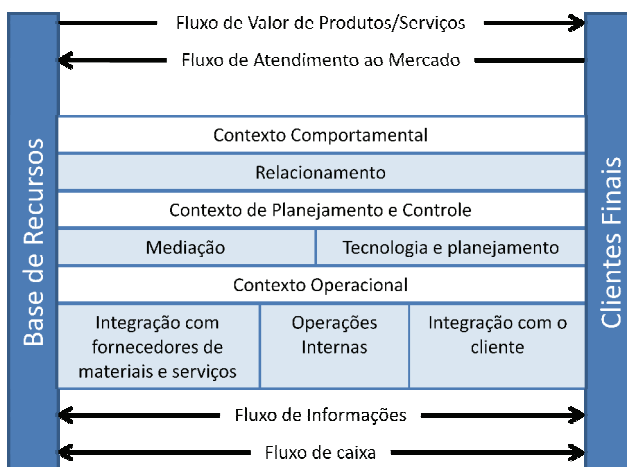 Fluxo de Valor de Produtos/Serviços
Fluxo de Atendimento ao Mercado
Base de Recursos
Clientes Finais
Contexto Comportamental
Relacionamento
Contexto de Planejamento e Controle
Mediação
Tecnologia e planejamento
Contexto Operacional
Integração com
fornecedores de
materiais e serviços
Operações
Internas
Integração com o
cliente
Fluxo de Informações
Fluxo de caixa